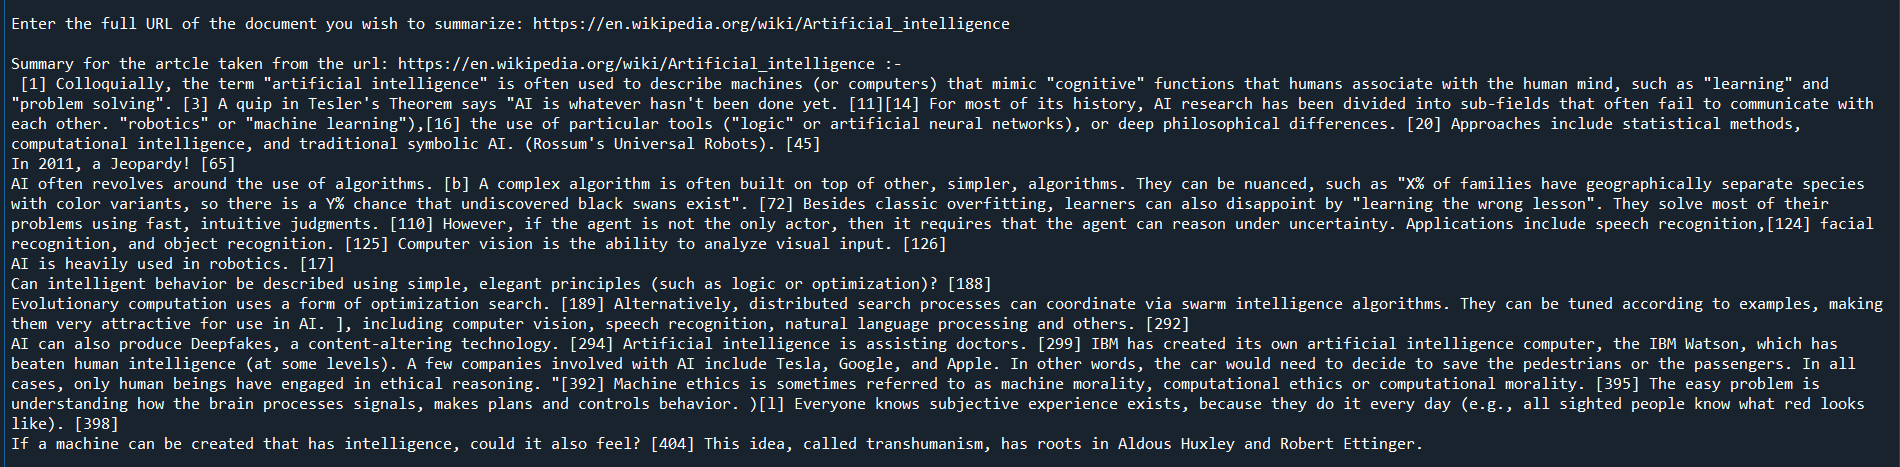 Enter the full URL of the document you wish to summarize: https://en.wikipedia.org/wiki/Artificial_intelligence
Summary for the artcle taken from the url: https://en.wikipedia.org/wiki/Artificial_intelligence :-
[1] Colloquially, the term "artificial intelligence" is often used to describe machines (or computers) that mimic "cognitive" functions that humans associate with the human mind, such as "learning" and
"problem solving". [3] A quip in Tesler's Theorem says "AI is whatever hasn't been done yet. [11][14] For most of its history, AI research has been divided into sub-fields that often fail to communicate with
each other. "robotics" or "machine learning"),[16] the use of particular tools ("logic" or artificial neural networks), or deep philosophical differences. [20] Approaches include statistical methods,
computational intelligence, and traditional symbolic AI. (Rossum's Universal Robots). [45]
In 2011, a Jeopardy! [65]
AI often revolves around the use of algorithms. [b] A complex algorithm is often built on top of other, simpler, algorithms. They can be nuanced, such as "X% of families have geographically separate species
with color variants, so there is a Y% chance that undiscovered black swans exist". [72] Besides classic overfitting, learners can also disappoint by "learning the wrong lesson". They solve most of their
problems using fast, intuitive judgments. [110] However, if the agent is not the only actor, then it requires that the agent can reason under uncertainty. Applications include speech recognition,[124] facial
recognition, and object recognition. [125] Computer vision is the ability to analyze visual input. [126]
AI is heavily used in robotics. [17]
Can intelligent behavior be described using simple, elegant principles (such as logic or optimization)? [188]
Evolutionary computation uses a form of optimization search. [189] Alternatively, distributed search processes can coordinate via swarm intelligence algorithms. They can be tuned according to examples, making
them very attractive for use in AI. ], including computer vision, speech recognition, natural language processing and others. [292]
AI can also produce Deepfakes, a content-altering technology. [294] Artificial intelligence is assisting doctors. [299] IBM has created its own artificial intelligence computer, the IBM Watson, which has
beaten human intelligence (at some levels). A few companies involved with AI include Tesla, Google, and Apple. In other words, the car would need to decide to save the pedestrians or the passengers. In all
cases, only human beings have engaged in ethical reasoning. "[392] Machine ethics is sometimes referred to as machine morality, computational ethics or computational morality. [395] The easy problem is
understanding how the brain processes signals, makes plans and controls behavior. )[l] Everyone knows subjective experience exists, because they do it every day (e.g., all sighted people know what red looks
like). [398]
If a machine can be created that has intelligence, could it also feel? [404] This idea, called transhumanism, has roots in Aldous Huxley and Robert Ettinger.